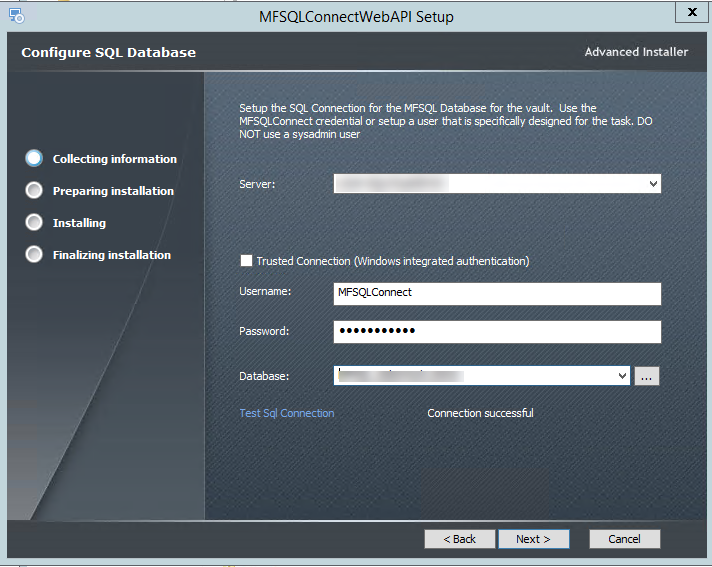 MFSQLConnectWebAPI Setup
x
Configure SQL Database
Advanced Installer
Setup the SQL Connection for the MFSQL Database for the vault. Use the
MFSQLConnect credential or setup a user that is specifically designed for the task. DO
NOT use a sysadmin user
Collecting information
Preparing installation
Installing
Finalizing installation
Server:
Trusted Connection (Windows integrated authentication)
Username:
MFSQLConnect
Password:
•••••••••••
Database:
...
Test Sql Connection
Connection successful
< Back
Next >
Cancel